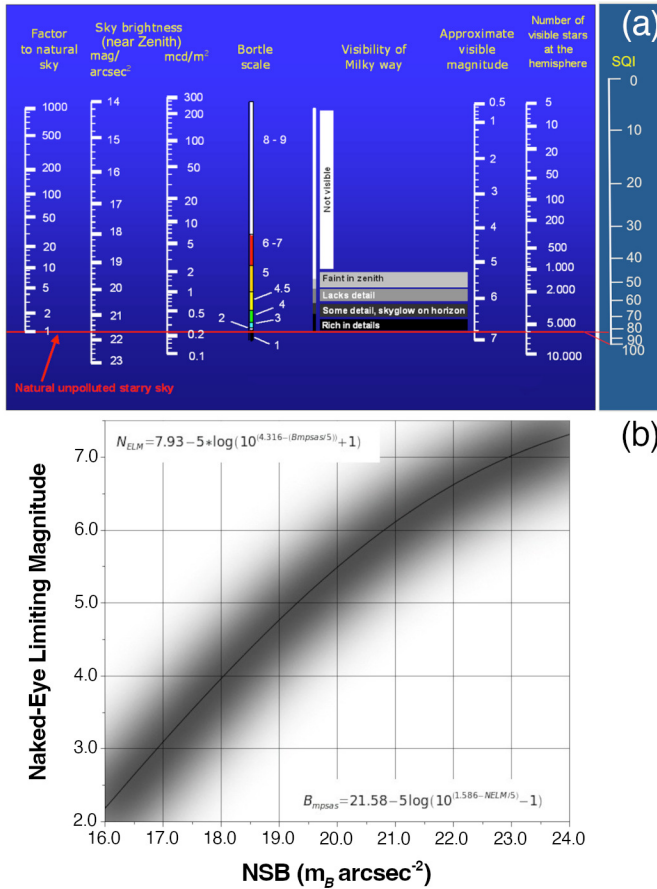 (a)
Factor
to natural
sky
Sky brightness
(near Zenith)
mag/
arcsec²
mcd/m²
Bortle
scale
Visibility of
Milky way
Approximate
visible
magnitude
Number of
visible stars
at the
hemisphere
SQI
1000
500
200
100
50
20
10
5
2
1
14
15
16
17
18
19
20
21
22
23
300
200
100
50
20
10
5
2
1
0.5
0.2
0.1
8 - 9
6 -7
5
4.5
4
3
2
1
Not visible
Faint in zenith
Lacks detail
Some detail, skyglow on horizon
Rich in details
0.5
1
2
3
4
5
6
7
5
10
20
50
100
200
500
1.000
2.000
5.000
10.000
0
10
20
30
40
50
60
70
80
90
100
Natural unpolluted starry sky
(b)
N_ELM=7.93−5*log(10^(4.316−(Bmpsas/5))+1)
Naked-Eye Limiting Magnitude
7.0
6.0
5.0
4.0
3.0
2.0
B_mpsas=21.58−5log(10^(1.586−NELM/5)−1)
16.0 17.0 18.0 19.0 20.0 21.0 22.0 23.0 24.0
NSB (m_B arcsec⁻²)